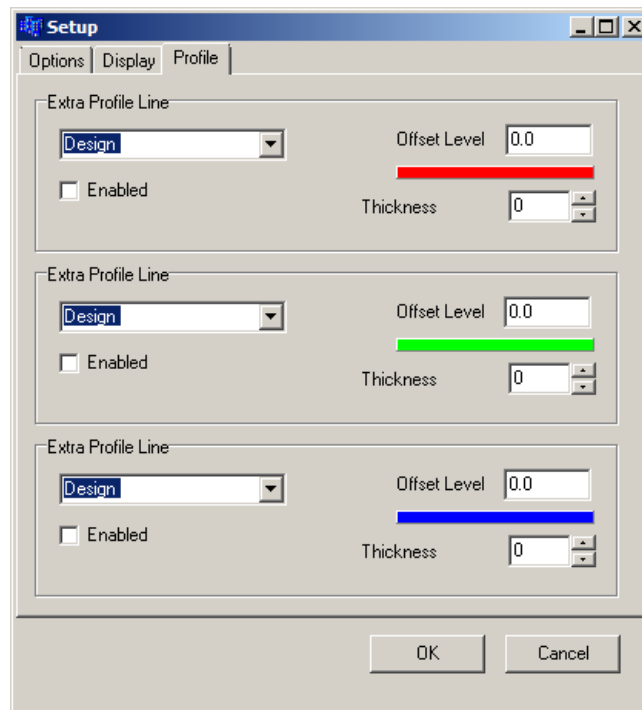 Setup
Options Display Profile
Extra Profile Line
Design Offset Level 0.0
Enabled
Thickness 0
Extra Profile Line
Design Offset Level 0.0
Enabled
Thickness 0
Extra Profile Line
Design Offset Level 0.0
Enabled
Thickness 0
OK Cancel